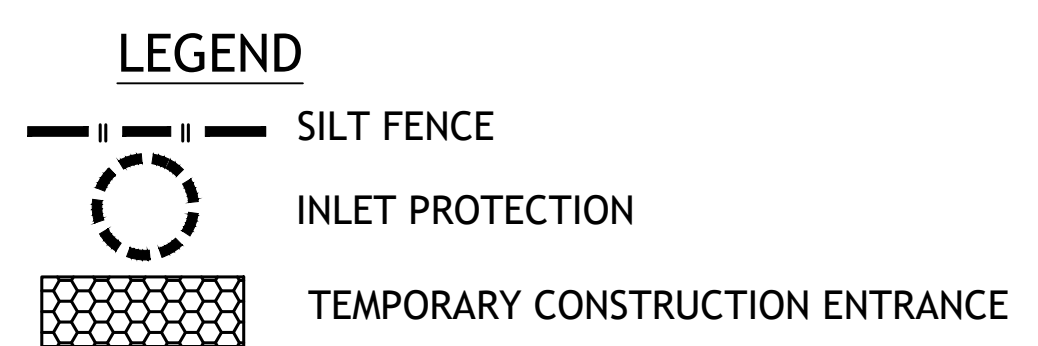 LEGEND
SILT FENCE
INLET PROTECTION
TEMPORARY CONSTRUCTION ENTRANCE